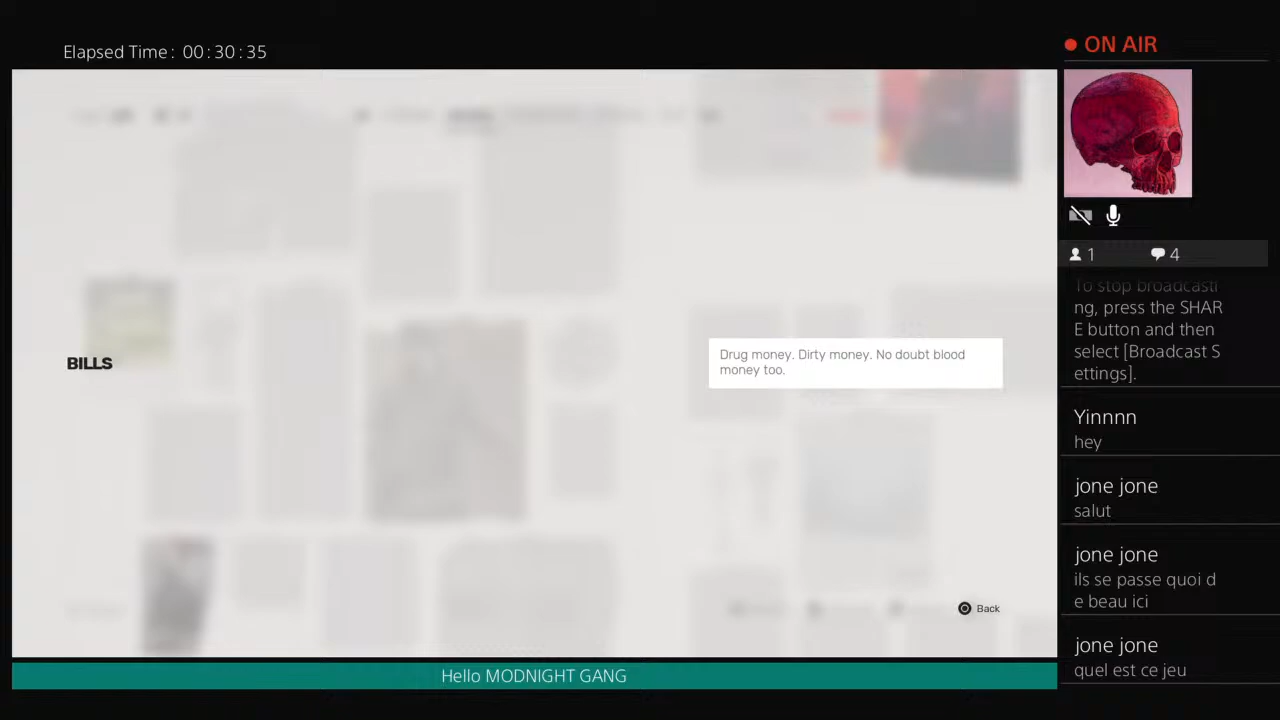 Elapsed Time: 00:30:35
ON AIR
1
4
To stop broadcasti
ng, press the SHAR
E button and then
select [Broadcast S
ettings].
Yinnnn
hey
jone jone
salut
jone jone
ils se passe quoi d
e beau ici
jone jone
quel est ce jeu
BILLS
Drug money. Dirty money. No doubt blood
money too.
Back
Hello MODNIGHT GANG